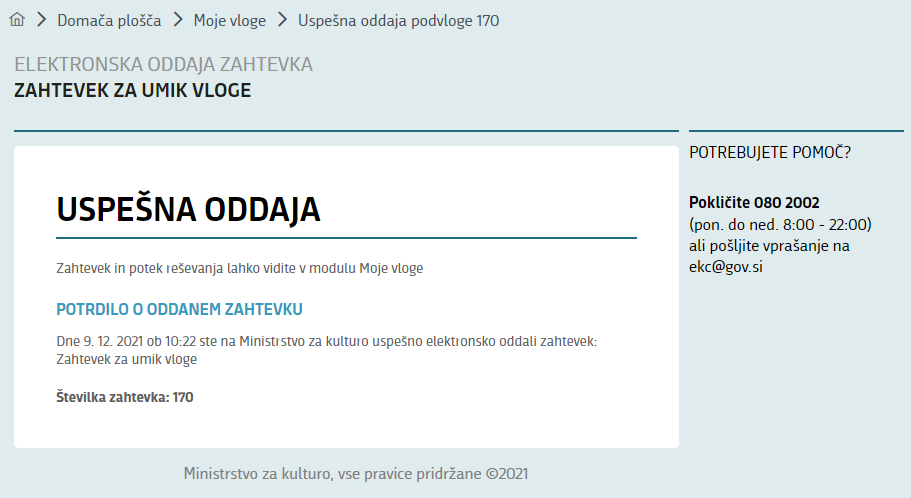 Domača plošča > Moje vloge > Uspešna oddaja podvloge 170
ELEKTRONSKA ODDAJA ZAHTEVKA
ZAHTEVEK ZA UMIK VLOGE
USPEŠNA ODDAJA
Zahtevek in potek reševanja lahko vidite v modulu Moje vloge
POTRDILO O ODDANEM ZAHTEVKU
Dne 9. 12. 2021 ob 10:22 ste na Ministrstvo za kulturo uspešno elektronsko oddali zahtevek:
Zahtevek za umik vloge
Številka zahtevka: 170
POTREBUJETE POMOČ?
Pokličite 080 2002
(pon. do ned. 8:00 - 22:00)
ali pošljite vprašanje na
ekc@gov.si
Ministrstvo za kulturo, vse pravice pridržane ©2021